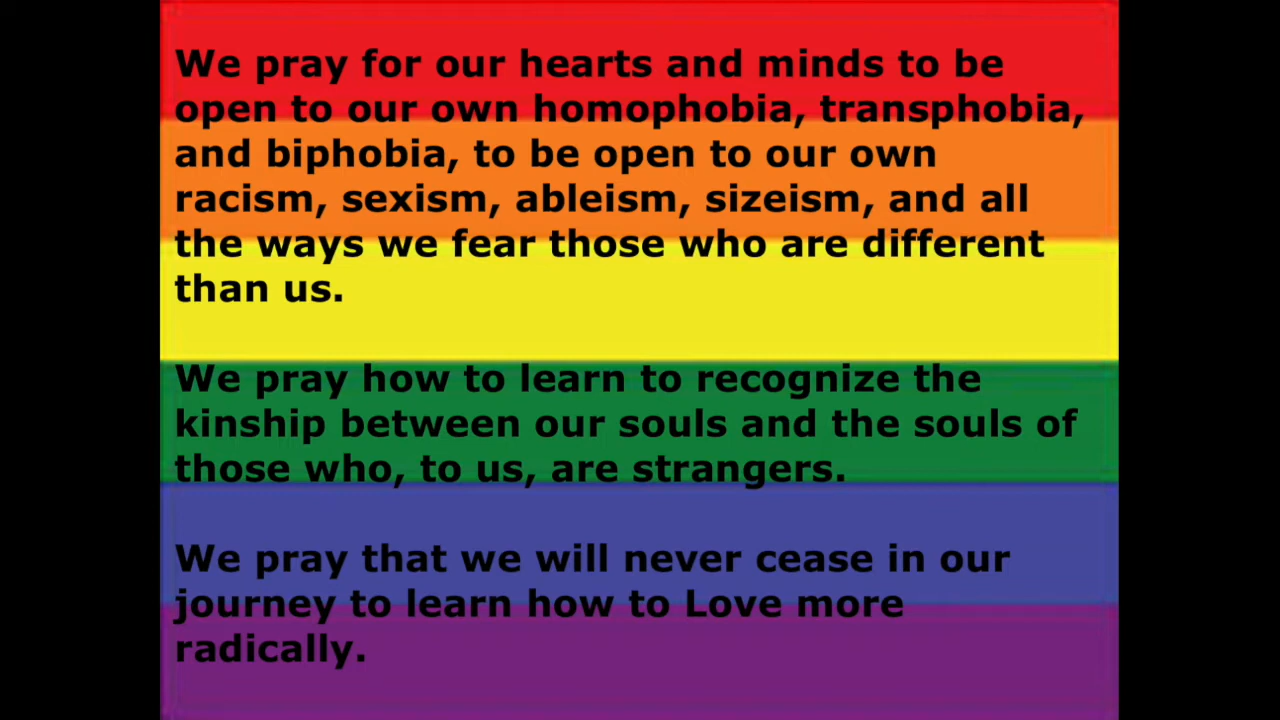 We pray for our hearts and minds to be
open to our own homophobia, transphobia,
and biphobia, to be open to our own
racism, sexism, ableism, sizeism, and all
the ways we fear those who are different
than us.
We pray how to learn to recognize the
kinship between our souls and the souls of
those who, to us, are strangers.
We pray that we will never cease in our
journey to learn how to Love more
radically.